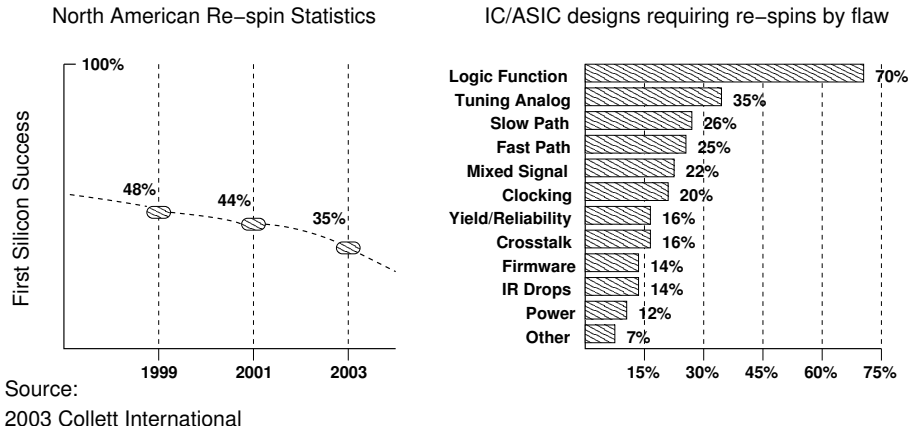 North American Re−spin Statistics
First Silicon Success
100%
48%
44%
35%
1999 2001 2003
Source:
2003 Collett International
IC/ASIC designs requiring re−spins by flaw
Logic Function 70%
Tuning Analog 35%
Slow Path 26%
Fast Path 25%
Mixed Signal 22%
Clocking 20%
Yield/Reliability 16%
Crosstalk 16%
Firmware 14%
IR Drops 14%
Power 12%
Other 7%
15% 30% 45% 60% 75%